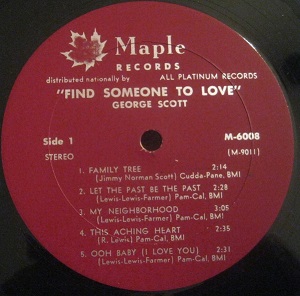 Maple
RECORDS
distributed nationally by ALL PLATINUM RECORDS
"FIND SOMEONE TO LOVE"
GEORGE SCOTT
Side 1 M-6008
STEREO (M-9011)
1. FAMILY TREE 2:14
(Jimmy Norman Scott) Cudda-Pane, BMI
2. LET THE PAST BE THE PAST 2:28
(Lewis-Lewis-Farmer) Pam-Cal, BMI
3. MY NEIGHBORHOOD 3:05
(Lewis-Lewis-Farmer) Pam-Cal, BMI
4. THIS ACHING HEART 2:35
(R. Lewis) Pam-Cal, BMI
5. OOH BABY (I LOVE YOU) 2:31
(Lewis-Lewis-Farmer) Pam-Cal, BMI